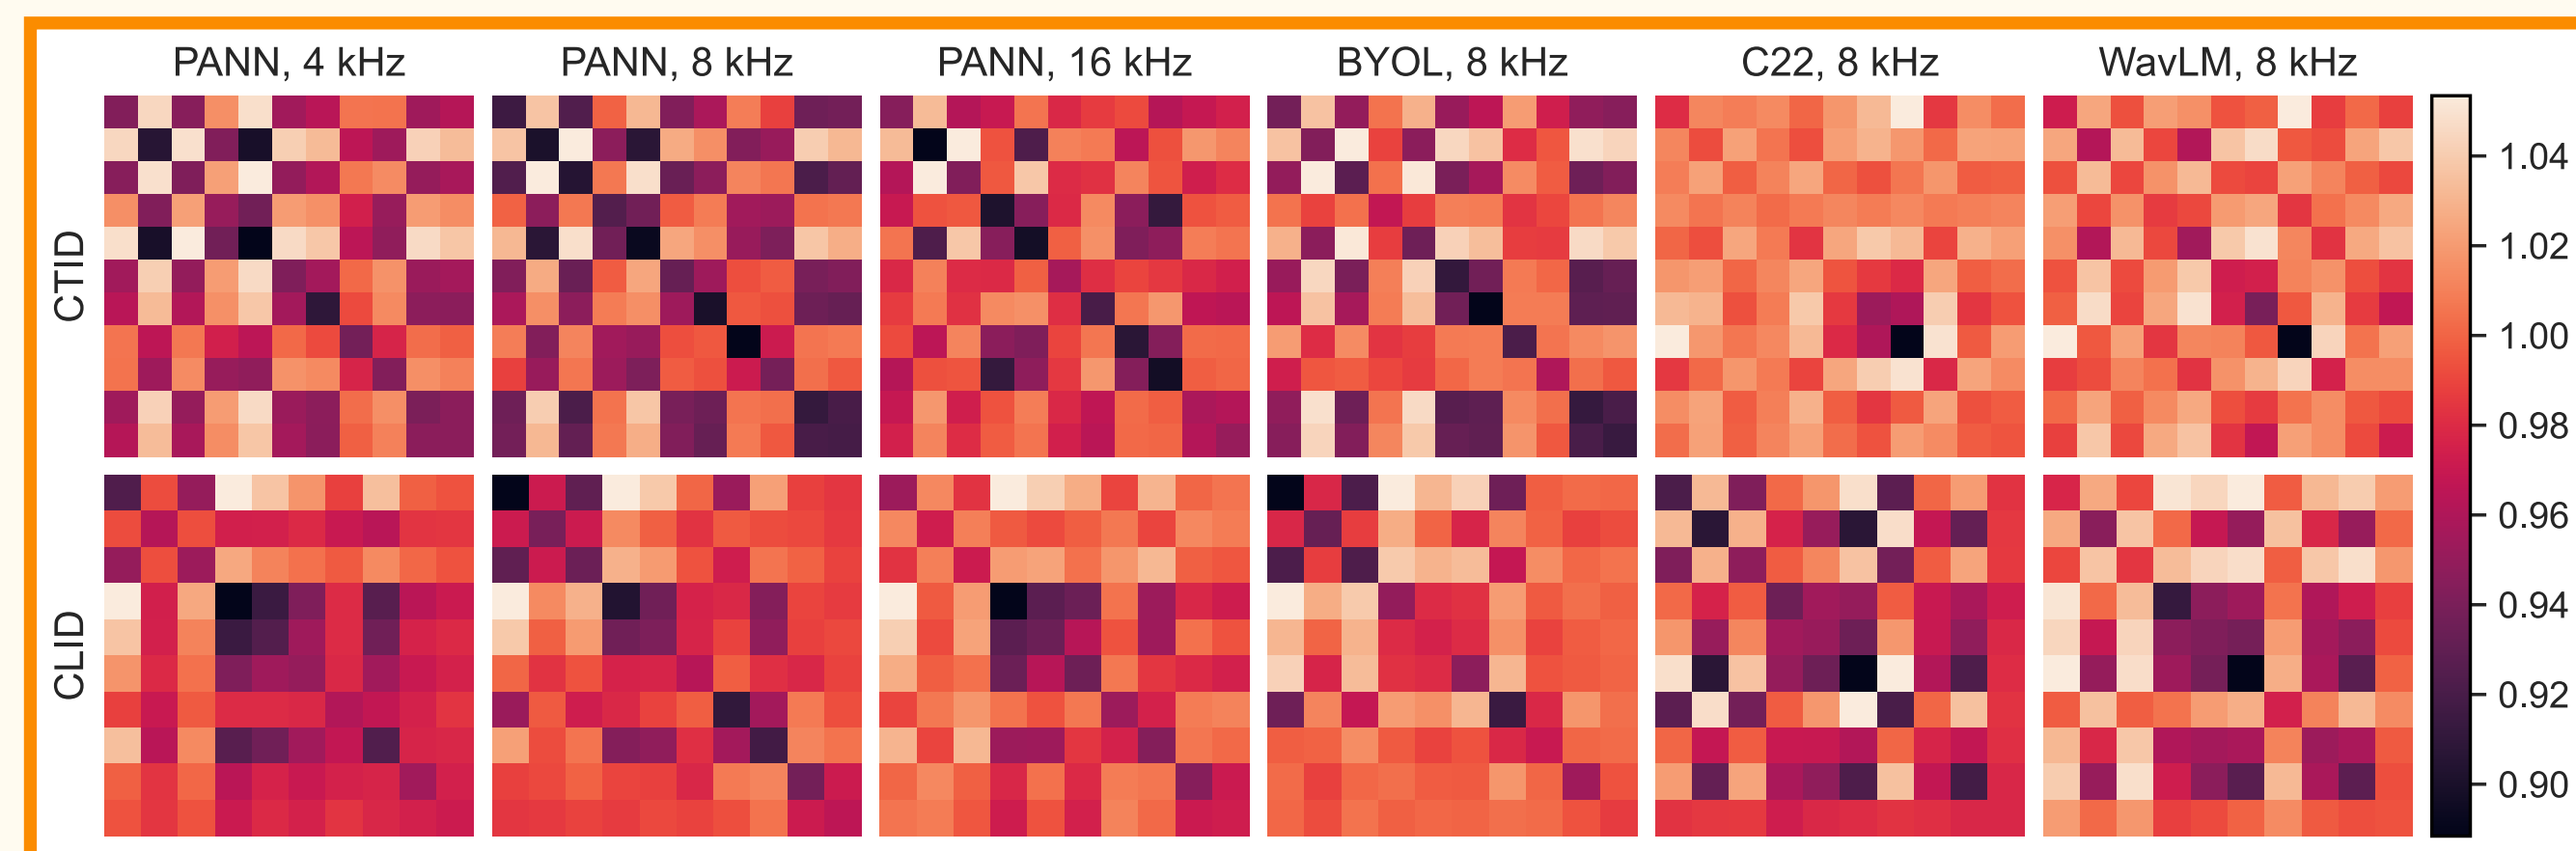 PANN, 4 kHz
PANN, 8 kHz
PANN, 16 kHz
BYOL, 8 kHz
C22, 8 kHz
WavLM, 8 kHz
CTID
CLID
1.04
1.02
1.00
0.98
0.96
0.94
0.92
0.90